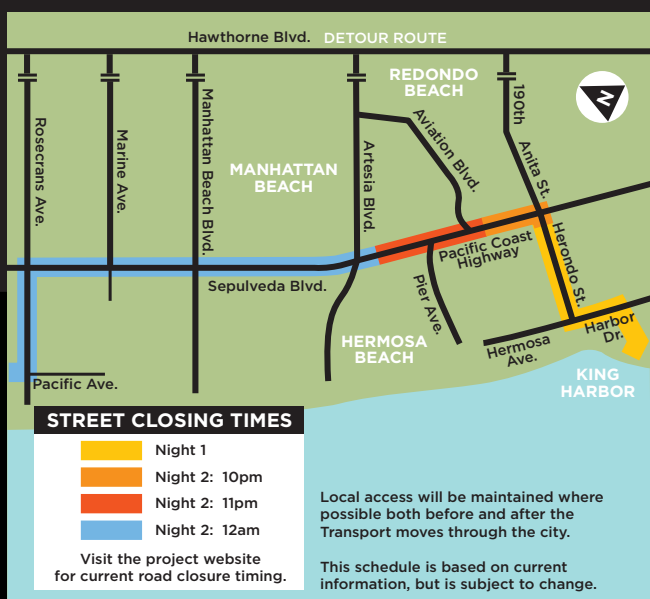 Hawthorne Blvd. DETOUR ROUTE
REDONDO
BEACH
N
190th
Rosecrans Ave.
Marine Ave.
Manhattan Beach Blvd.
MANHATTAN
BEACH
Artesia Blvd.
Aviation Blvd.
Anita St.
Herondo St.
Pacific Coast
Highway
Sepulveda Blvd.
Pier Ave.
HERMOSA
BEACH
Hermosa
Ave.
Harbor
Dr.
KING
HARBOR
Pacific Ave.
STREET CLOSING TIMES
Night 1
Night 2: 10pm
Night 2: 11pm
Night 2: 12am
Visit the project website
for current road closure timing.
Local access will be maintained where
possible both before and after the
Transport moves through the city.
This schedule is based on current
information, but is subject to change.